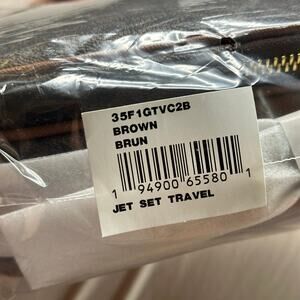 35F1GTVC2B
BROWN
BRUN
1 94900 65580 1
JET SET TRAVEL